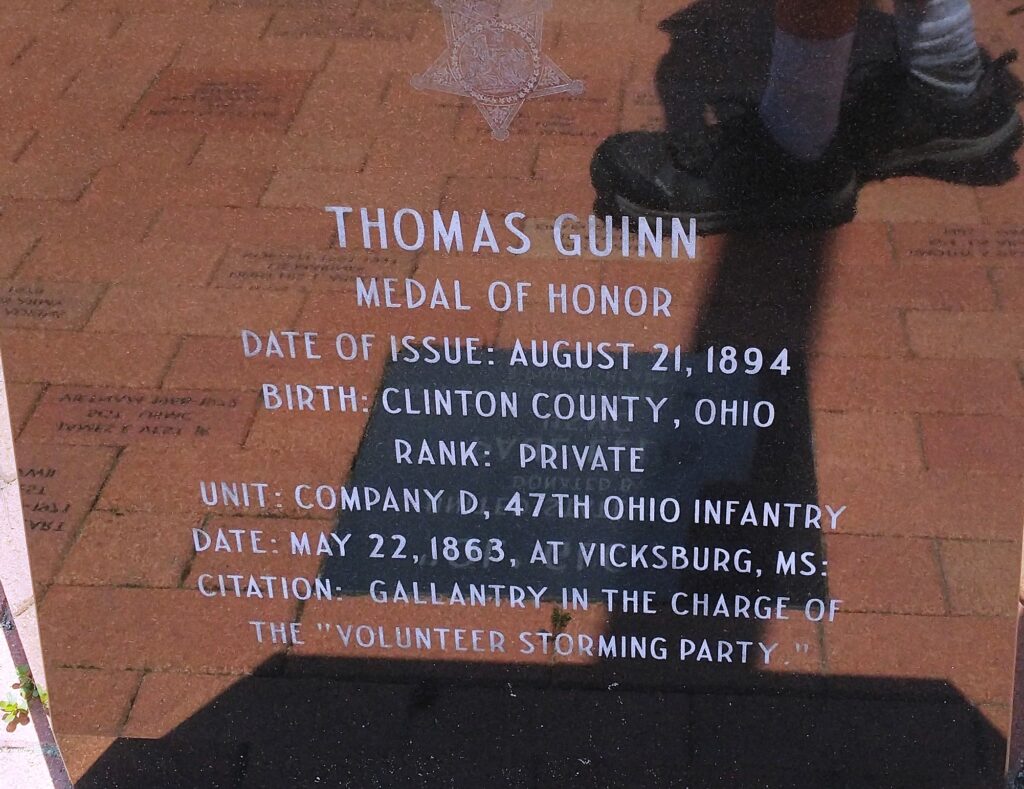 THOMAS GUINN
MEDAL OF HONOR
DATE OF ISSUE: AUGUST 21, 1894
BIRTH: CLINTON COUNTY, OHIO
RANK: PRIVATE
UNIT: COMPANY D, 47TH OHIO INFANTRY
DATE: MAY 22, 1863, AT VICKSBURG, MS:
CITATION: GALLANTRY IN THE CHARGE OF
THE "VOLUNTEER STORMING PARTY."